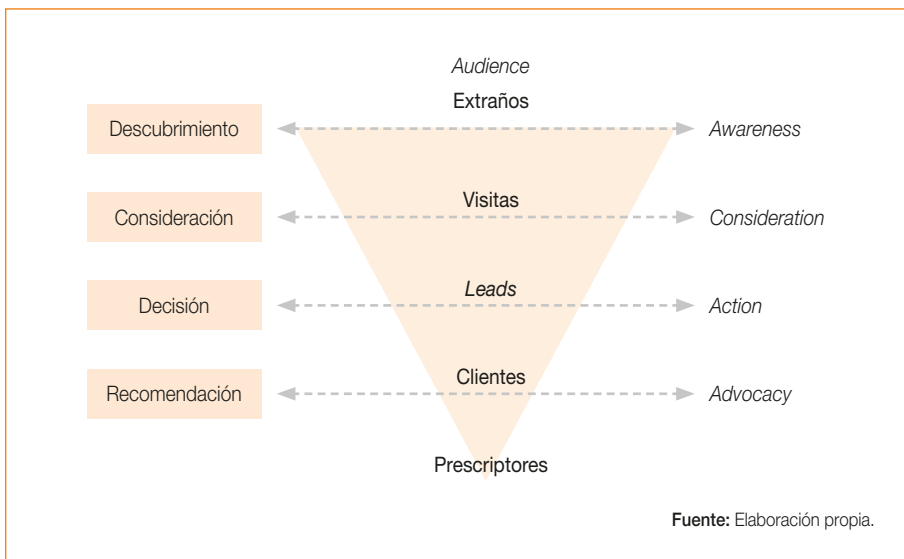 Audience
Extraños
Descubrimiento
Awareness
Visitas
Consideración
Consideration
Leads
Decisión
Action
Clientes
Recomendación
Advocacy
Prescriptores
Fuente: Elaboración propia.